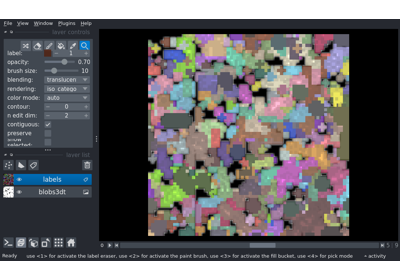 File View Window Plugins Help
layer controls
label: 1
opacity: 0.70
brush size: 10
blending: translucen
rendering: iso_catego
color mode: auto
contour: 0
n edit dim: 2
contiguous:
preserve
show
selected:
layer list
labels
blobs3dt
Ready use <1> for activate the label eraser, use <2> for activate the paint brush, use <3> for activate the fill bucket, use <4> for pick mode activity